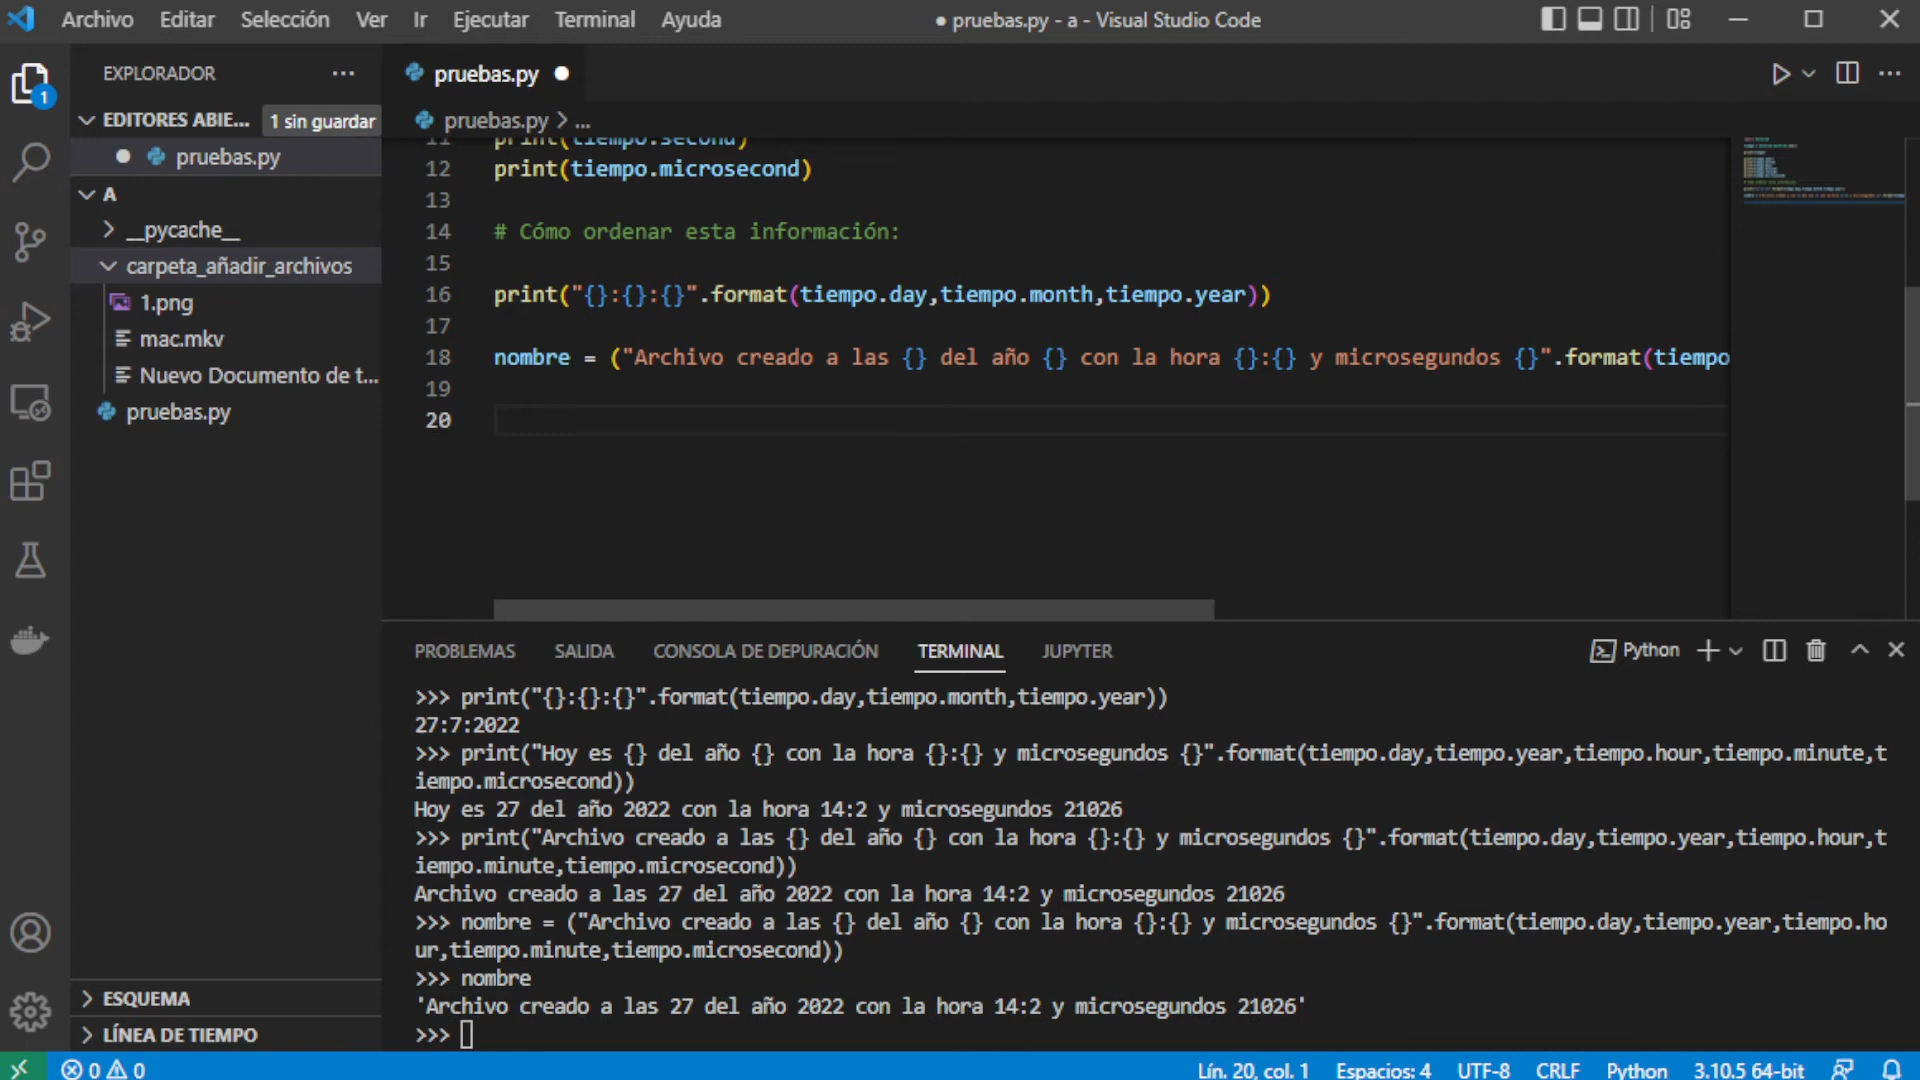 Archivo Editar Selección Ver Ir Ejecutar Terminal Ayuda
● pruebas.py - a - Visual Studio Code
EXPLORADOR ...
1
EDITORES ABIE... 1 sin guardar
pruebas.py
A
__pycache__
carpeta_añadir_archivos
1.png
mac.mkv
Nuevo Documento de t...
pruebas.py
ESQUEMA
LÍNEA DE TIEMPO
pruebas.py
pruebas.py > ...
11 print(tiempo.second)
12 print(tiempo.microsecond)
13
14 # Cómo ordenar esta información:
15
16 print("{}:{}:{}".format(tiempo.day,tiempo.month,tiempo.year))
17
18 nombre = ("Archivo creado a las {} del año {} con la hora {}:{} y microsegundos {}".format(tiempo
19
20
PROBLEMAS SALIDA CONSOLA DE DEPURACIÓN TERMINAL JUPYTER
Python
>>> print("{}:{}:{}".format(tiempo.day,tiempo.month,tiempo.year))
27:7:2022
>>> print("Hoy es {} del año {} con la hora {}:{} y microsegundos {}".format(tiempo.day,tiempo.year,tiempo.hour,tiempo.minute,t
iempo.microsecond))
Hoy es 27 del año 2022 con la hora 14:2 y microsegundos 21026
>>> print("Archivo creado a las {} del año {} con la hora {}:{} y microsegundos {}".format(tiempo.day,tiempo.year,tiempo.hour,t
iempo.minute,tiempo.microsecond))
Archivo creado a las 27 del año 2022 con la hora 14:2 y microsegundos 21026
>>> nombre = ("Archivo creado a las {} del año {} con la hora {}:{} y microsegundos {}".format(tiempo.day,tiempo.year,tiempo.ho
ur,tiempo.minute,tiempo.microsecond))
>>> nombre
'Archivo creado a las 27 del año 2022 con la hora 14:2 y microsegundos 21026'
>>>
0 0
Lín. 20, col. 1 Espacios: 4 UTF-8 CRLF Python 3.10.5 64-bit